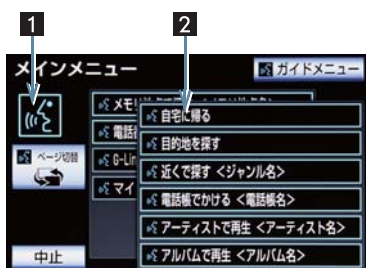 1
2
メインメニュー
ガイドメニュー
メモリ
自宅に帰る
電話
目的地を探す
ページ切替
G-Lin
近くで探す <ジャンル名>
マイ
電話帳でかける <電話帳名>
アーティストで再生 <アーティスト名>
中止
アルバムで再生 <アルバム名>